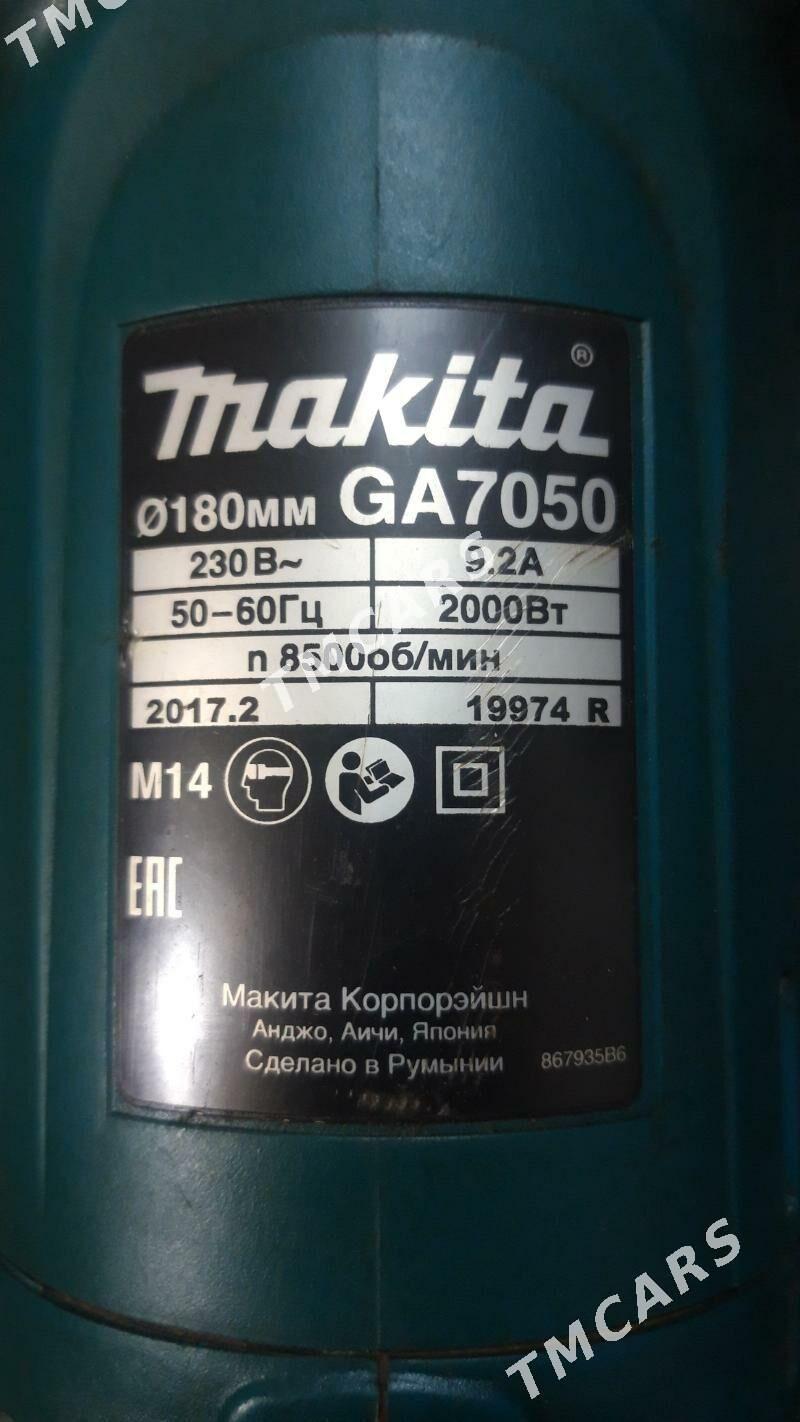 TMCARS
makita ®
Ø180мм GA7050
230В~ 9.2А
50-60Гц 2000Вт
TMCARS
n 8500об/мин
2017.2 19974 R
M14
EAC
Макита Корпорэйшн
Анджо, Аичи, Япония
Сделано в Румынии 867935B6
TMCARS